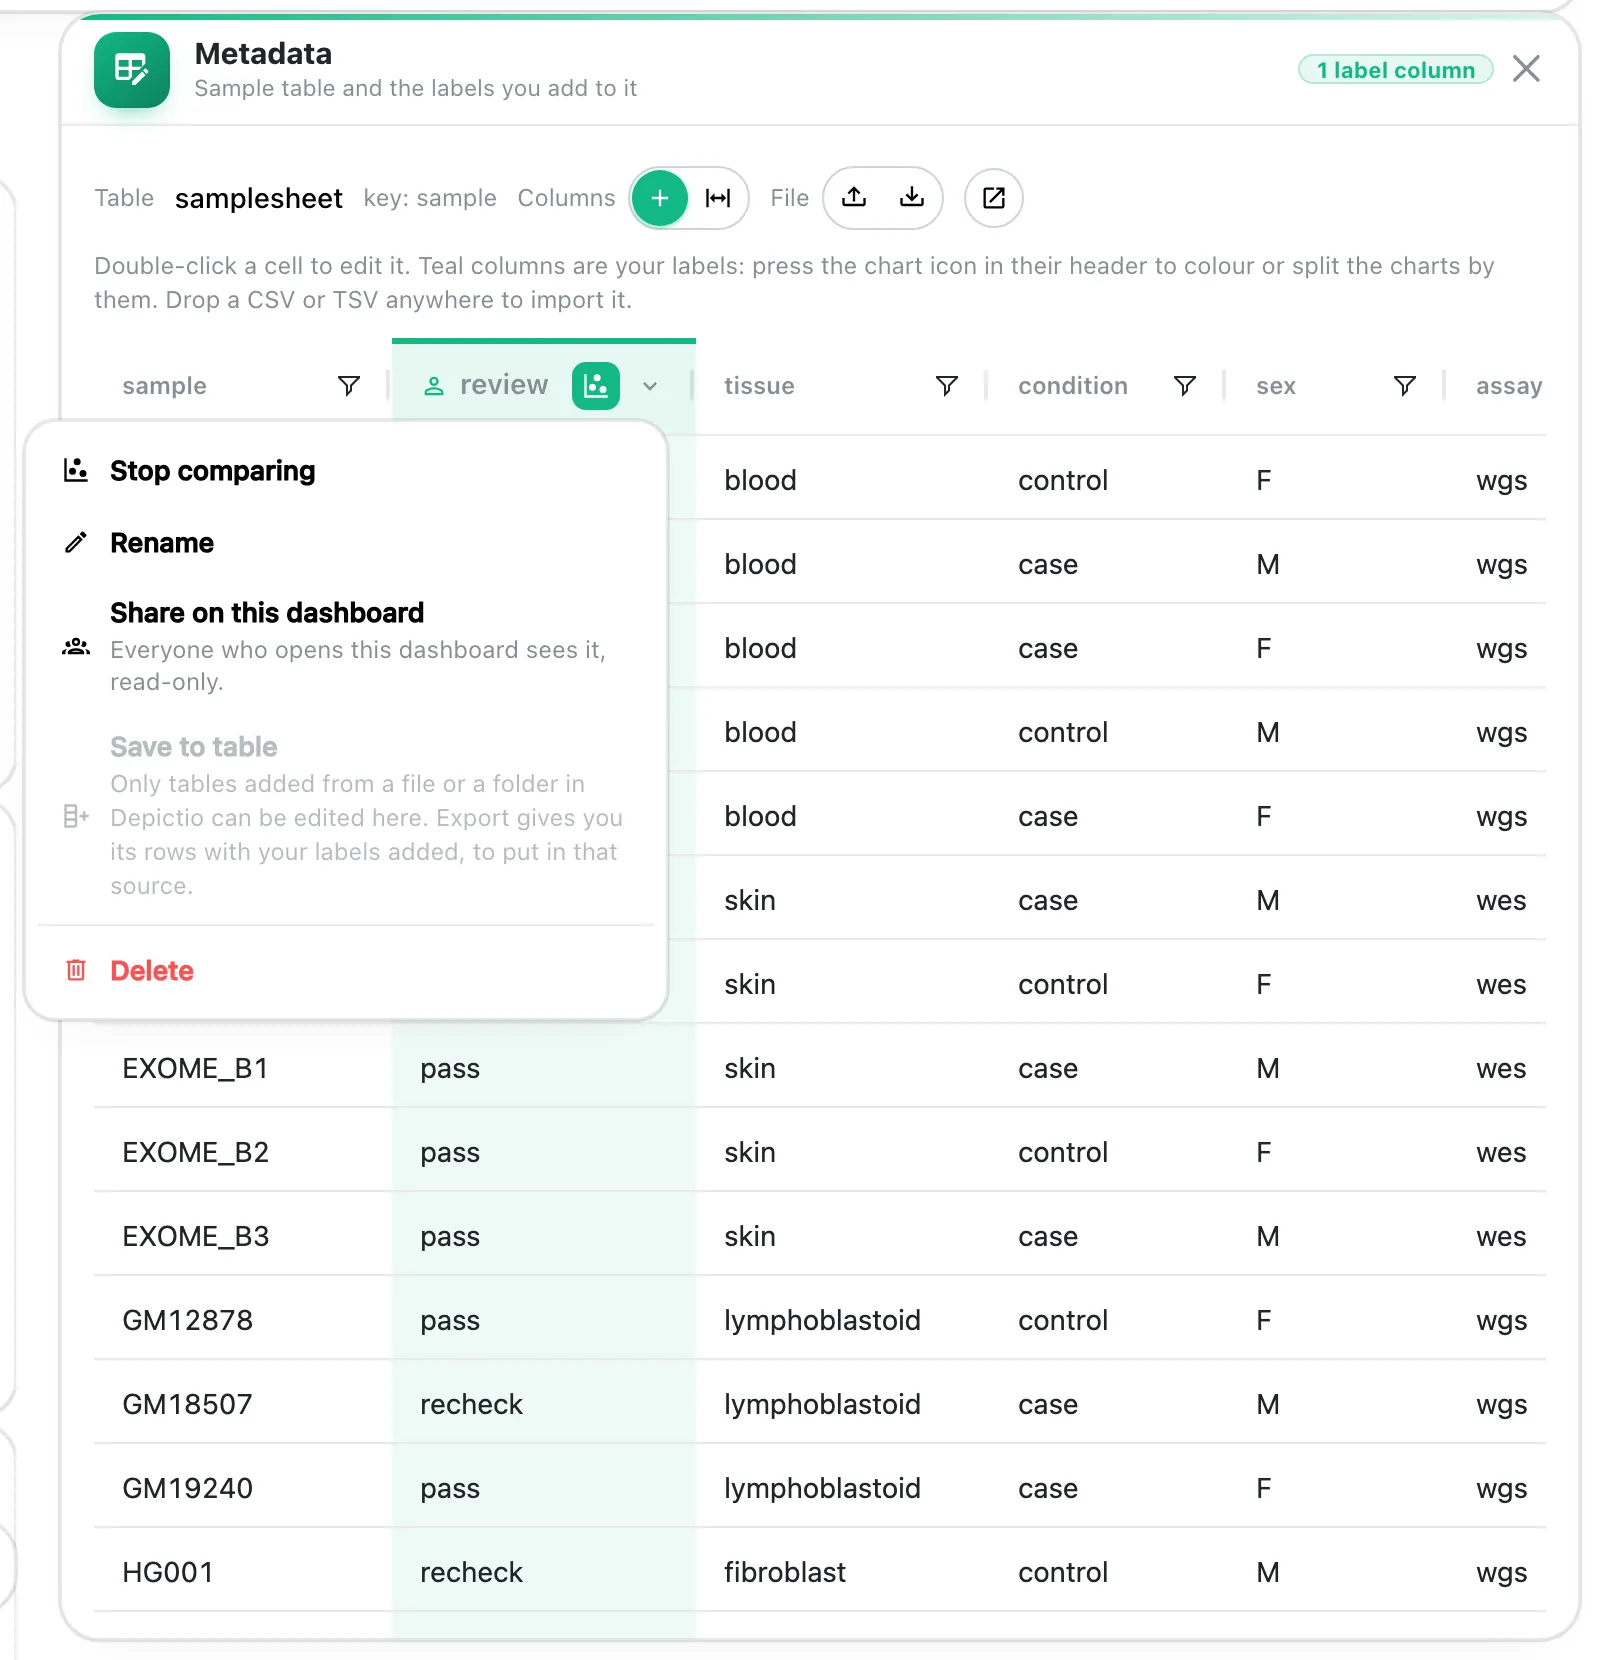 Metadata
Sample table and the labels you add to it
1 label column
Table samplesheet key: sample Columns File
Double-click a cell to edit it. Teal columns are your labels: press the chart icon in their header to colour or split the charts by
them. Drop a CSV or TSV anywhere to import it.
sample review tissue condition sex assay
Stop comparing
Rename
Share on this dashboard
Everyone who opens this dashboard sees it,
read-only.
Save to table
Only tables added from a file or a folder in
Depictio can be edited here. Export gives you
its rows with your labels added, to put in that
source.
Delete
blood control F wgs
blood case M wgs
blood case F wgs
blood control M wgs
blood case F wgs
skin case M wes
skin control F wes
EXOME_B1 pass skin case M wes
EXOME_B2 pass skin control F wes
EXOME_B3 pass skin case M wes
GM12878 pass lymphoblastoid control F wgs
GM18507 recheck lymphoblastoid case M wgs
GM19240 pass lymphoblastoid case F wgs
HG001 recheck fibroblast control M wgs